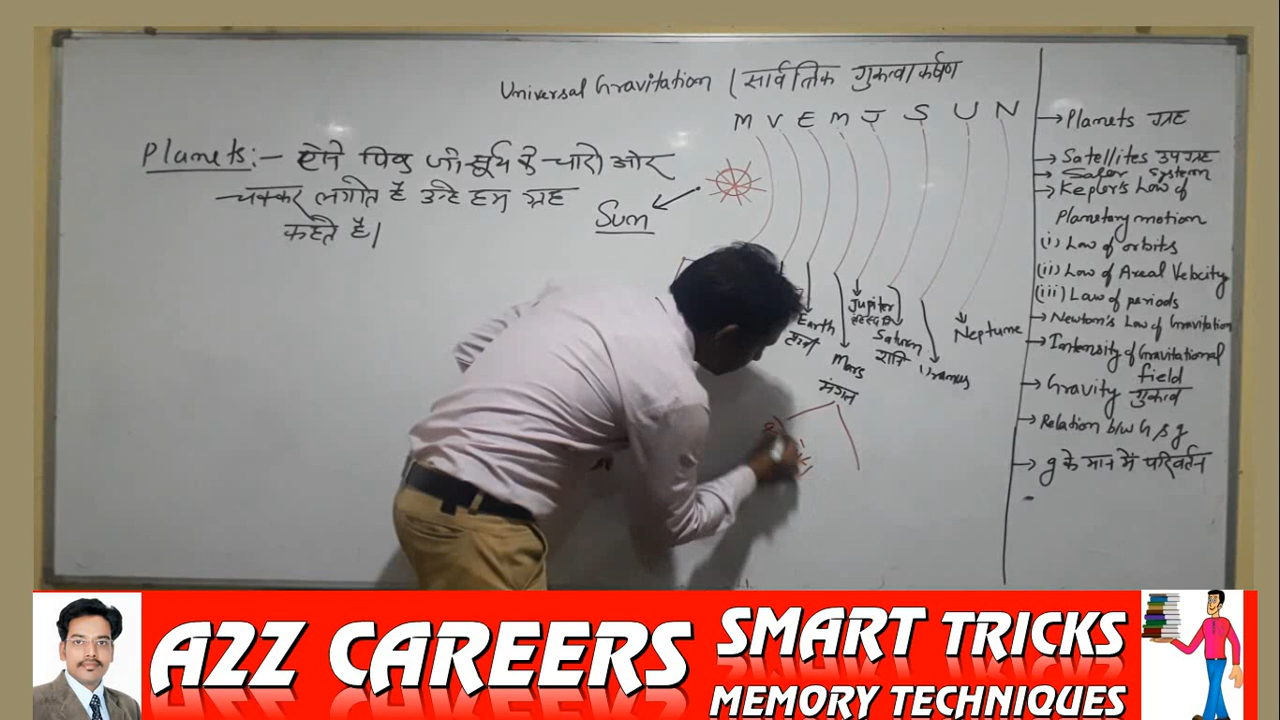 Universal Gravitation / सार्वत्रिक गुरुत्वाकर्षण
M V E M J S U N
Planets:- ऐसे पिण्ड जो सूर्य के चारो ओर
चक्कर लगाते है उन्हे हम ग्रह
कहते है।
Sun
Earth
Mars
मंगल
Jupiter
Saturn
शनि
Uranus
Neptune
→ Planets ग्रह
→ Satellites उपग्रह
→ Solar system
→ Kepler's Law of
Planetary motion
(i) Law of orbits
(ii) Law of Areal Velocity
(iii) Law of periods
→ Newton's Law of Gravitation
→ Intensity of Gravitational
field
→ Gravity गुरुत्व
→ Relation b/w G & g
→ g के मान में परिवर्तन
A2Z CAREERS
SMART TRICKS
MEMORY TECHNIQUES